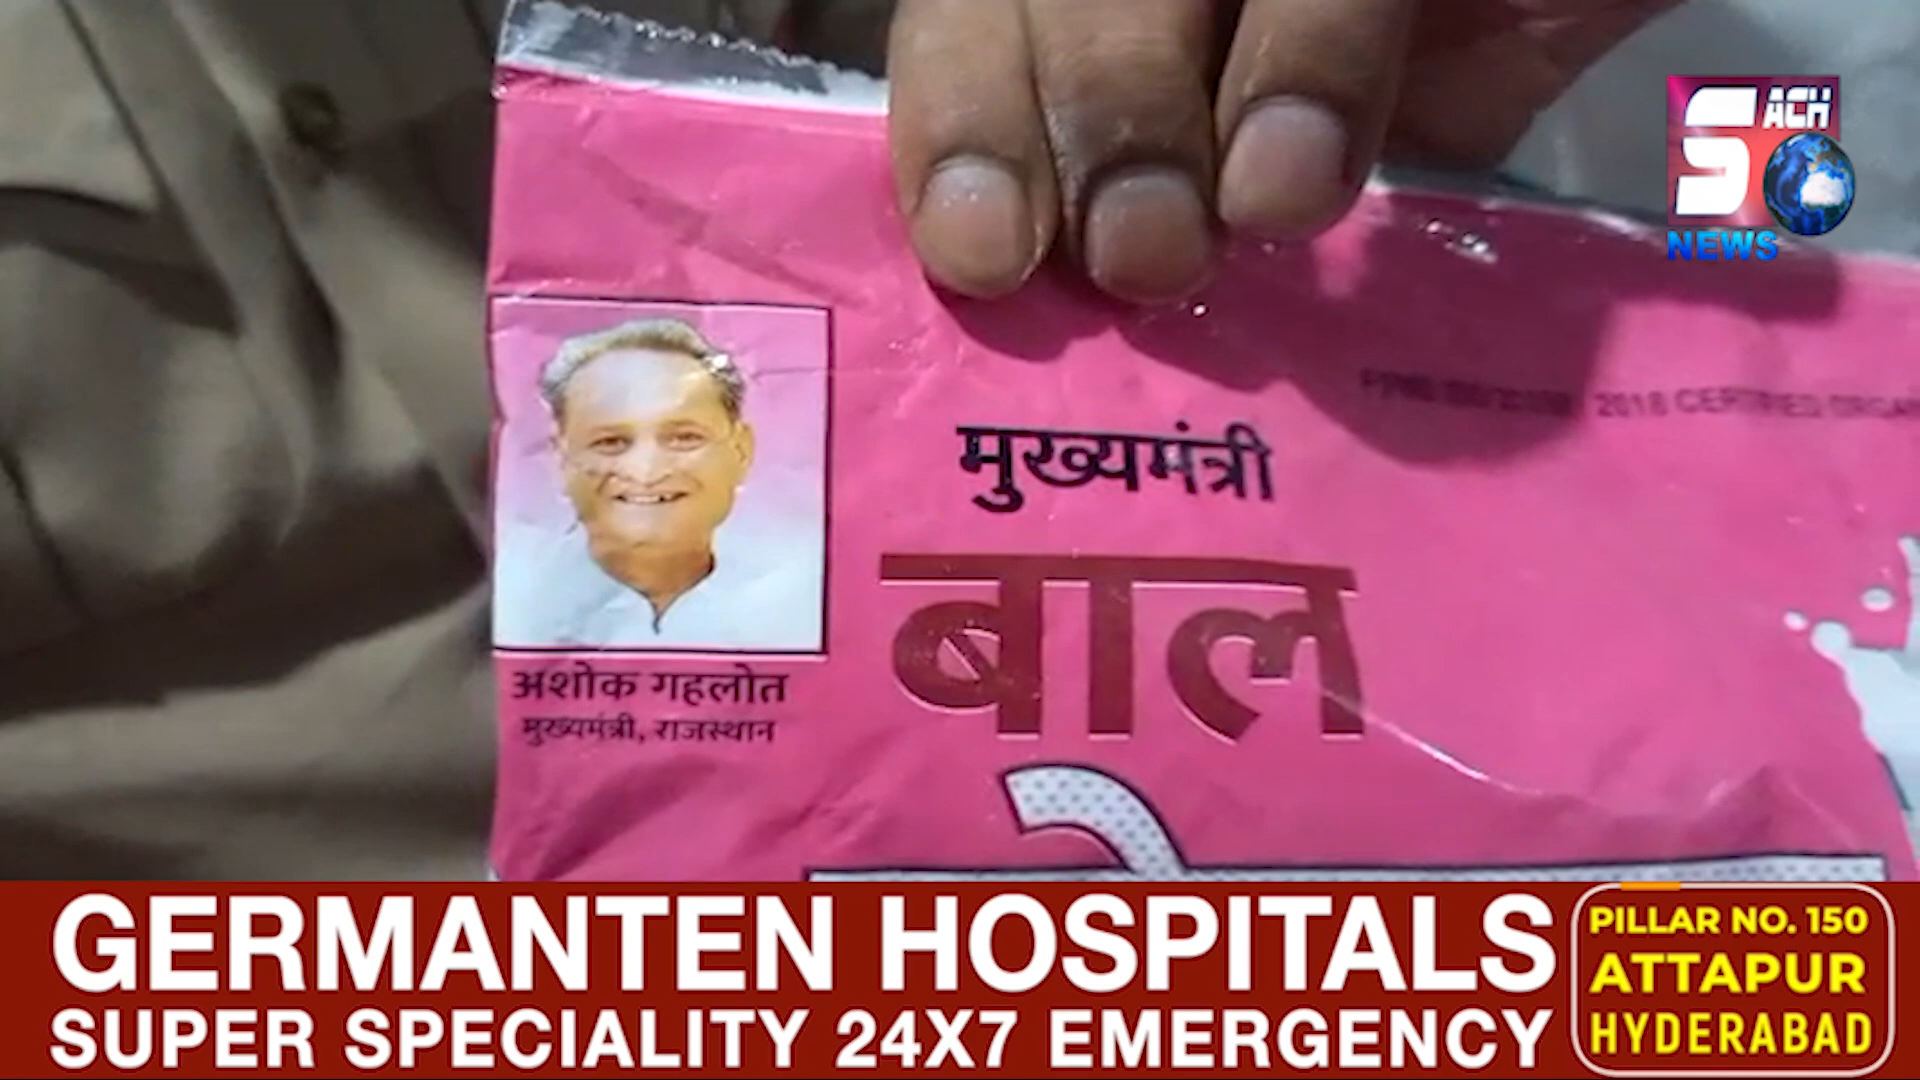 SACH
NEWS
2018 CERTIFIED
मुख्यमंत्री
बाल
अशोक गहलोत
मुख्यमंत्री, राजस्थान
GERMANTEN HOSPITALS
SUPER SPECIALITY 24X7 EMERGENCY
PILLAR NO. 150
ATTAPUR
HYDERABAD